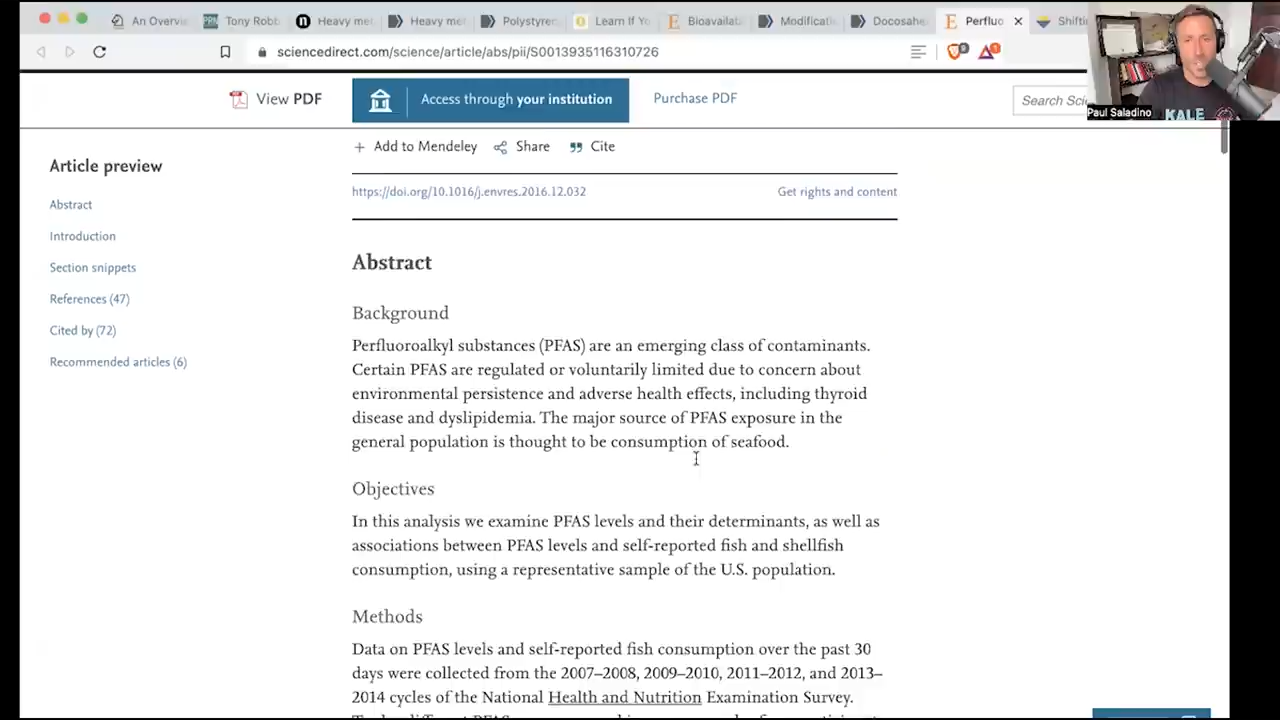 An Overvi
PRN
Tony Robb
n
Heavy met
Heavy met
Polystyre
Learn If Yo
Bioavaila
Modificati
Docosahe
E
Perfluo
Shiftin
sciencedirect.com/science/article/abs/pii/S0013935116310726
View PDF
Access through your institution
Purchase PDF
Search Sci
Paul Saladino
KALE
Article preview
Abstract
Introduction
Section snippets
References (47)
Cited by (72)
Recommended articles (6)
Add to Mendeley
Share
Cite
https://doi.org/10.1016/j.envres.2016.12.032
Get rights and content
Abstract
Background
Perfluoroalkyl substances (PFAS) are an emerging class of contaminants.
Certain PFAS are regulated or voluntarily limited due to concern about
environmental persistence and adverse health effects, including thyroid
disease and dyslipidemia. The major source of PFAS exposure in the
general population is thought to be consumption of seafood.
Objectives
In this analysis we examine PFAS levels and their determinants, as well as
associations between PFAS levels and self-reported fish and shellfish
consumption, using a representative sample of the U.S. population.
Methods
Data on PFAS levels and self-reported fish consumption over the past 30
days were collected from the 2007–2008, 2009–2010, 2011–2012, and 2013–
2014 cycles of the National Health and Nutrition Examination Survey.